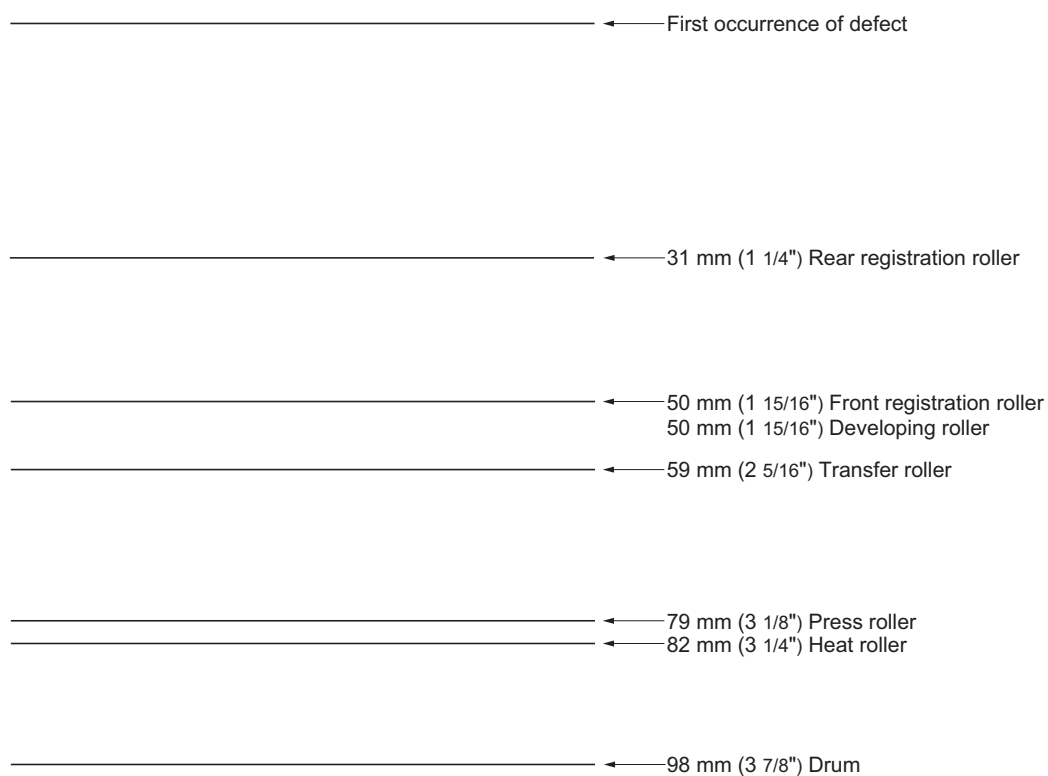 First occurrence of defect
31 mm (1 1/4") Rear registration roller
50 mm (1 15/16") Front registration roller
50 mm (1 15/16") Developing roller
59 mm (2 5/16") Transfer roller
79 mm (3 1/8") Press roller
82 mm (3 1/4") Heat roller
98 mm (3 7/8") Drum